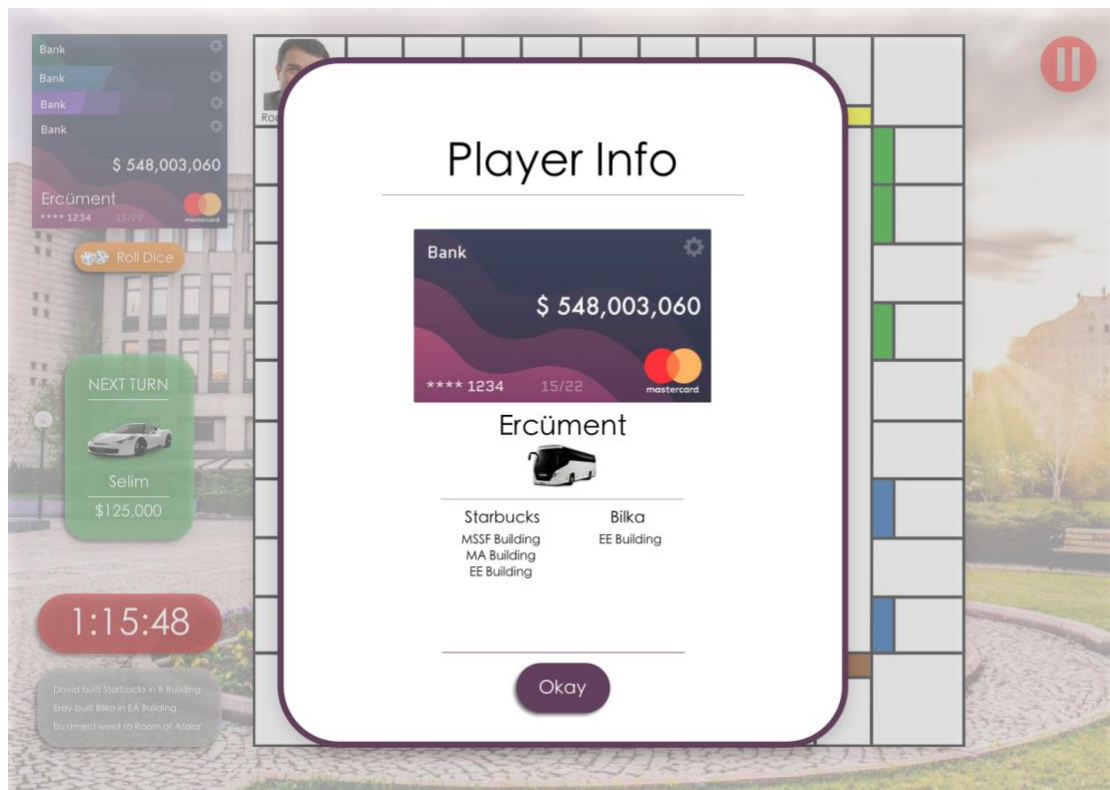 Bank
Bank
Bank
Bank
$ 548,003,060
Ercüment
**** 1234 15/22
mastercard
Roll Dice
NEXT TURN
Selim
$125,000
1:15:48
David built Starbucks in B Building
Eray built Bilka in EA Building
Ercüment went to Room of Atalar
Player Info
Bank
$ 548,003,060
**** 1234 15/22
mastercard
Ercüment
Starbucks Bilka
MSSF Building EE Building
MA Building
EE Building
Okay